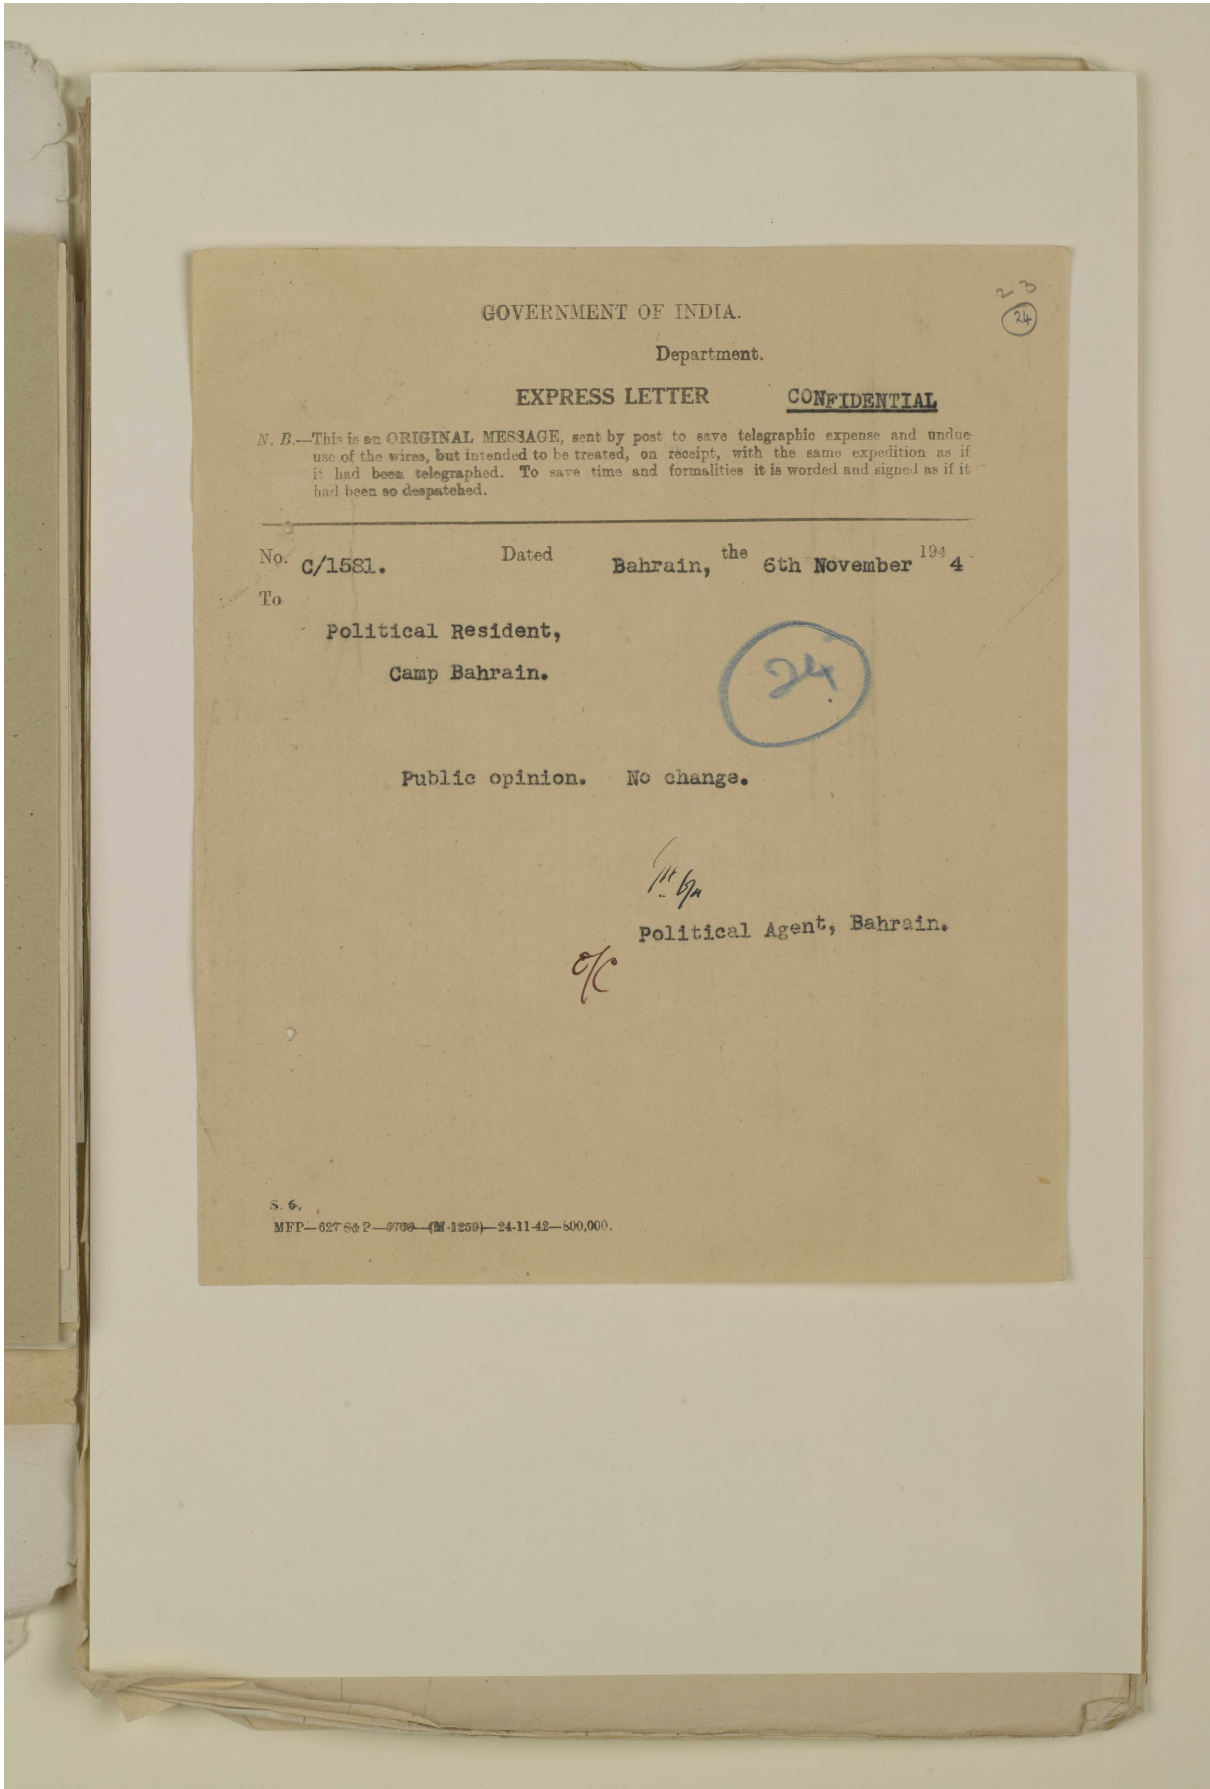 23
24
GOVERNMENT OF INDIA.
Department.
EXPRESS LETTER CONFIDENTIAL
N. B.—This is an ORIGINAL MESSAGE, sent by post to save telegraphic expense and undue
use of the wires, but intended to be treated, on receipt, with the same expedition as if
it had been telegraphed. To save time and formalities it is worded and signed as if it
had been so despatched.
No. C/1581. Dated Bahrain, the 6th November 1944
To
Political Resident,
Camp Bahrain.
24
Public opinion. No change.
Political Agent, Bahrain.
o/c
S. 6.
MFP—627 S&P—(M-1259)—24-11-42—800,000.